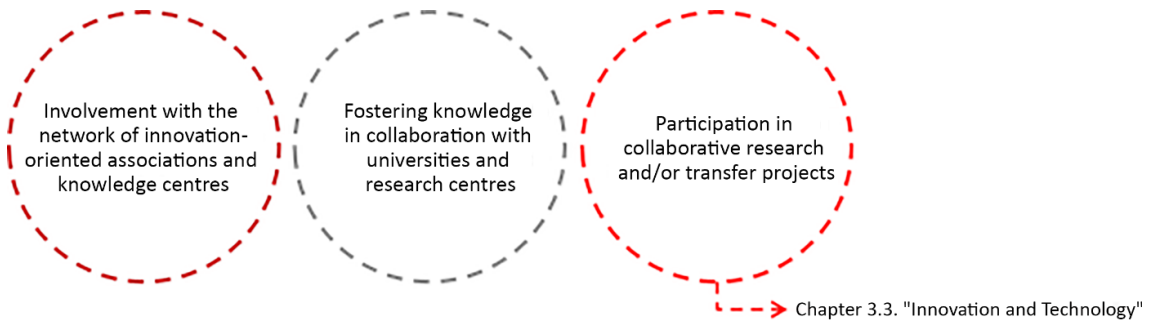 Involvement with the
network of innovation-
oriented associations and
knowledge centres
Fostering knowledge
in collaboration with
universities and
research centres
Participation in
collaborative research
and/or transfer projects
Chapter 3.3. "Innovation and Technology"